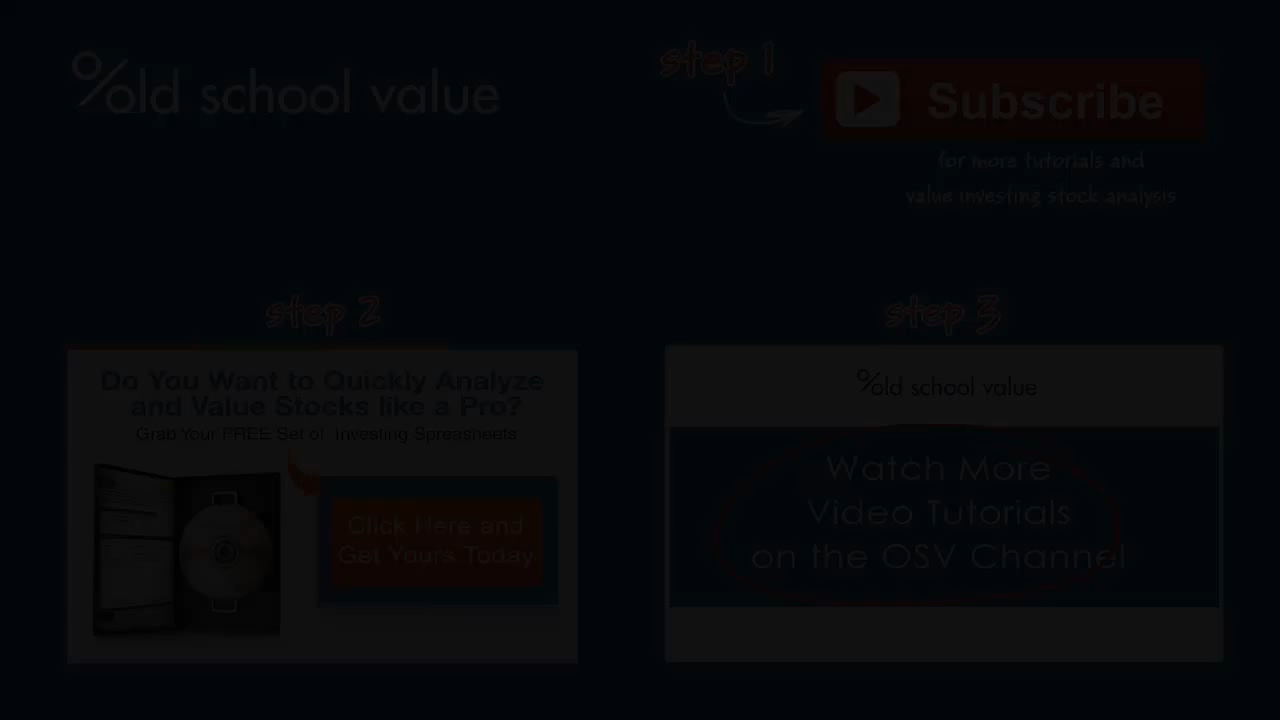 %old school value
step 1
Subscribe
for more tutorials and
value investing stock analysis
step 2
Do You Want to Quickly Analyze
and Value Stocks like a Pro?
Grab Your FREE Set of Investing Spreasheets
Click Here and
Get Yours Today
step 3
%old school value
Watch More
Video Tutorials
on the OSV Channel